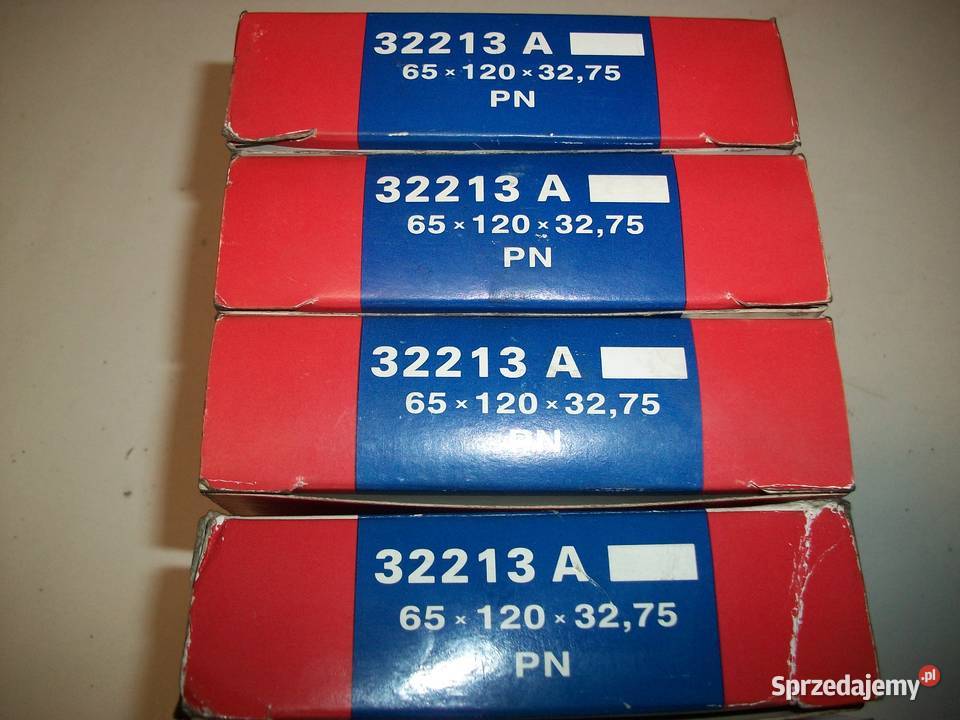 32213 A
65 × 120 × 32,75
PN
32213 A
65 × 120 × 32,75
PN
32213 A
65 × 120 × 32,75
PN
32213 A
65 × 120 × 32,75
PN
Sprzedajemy.pl